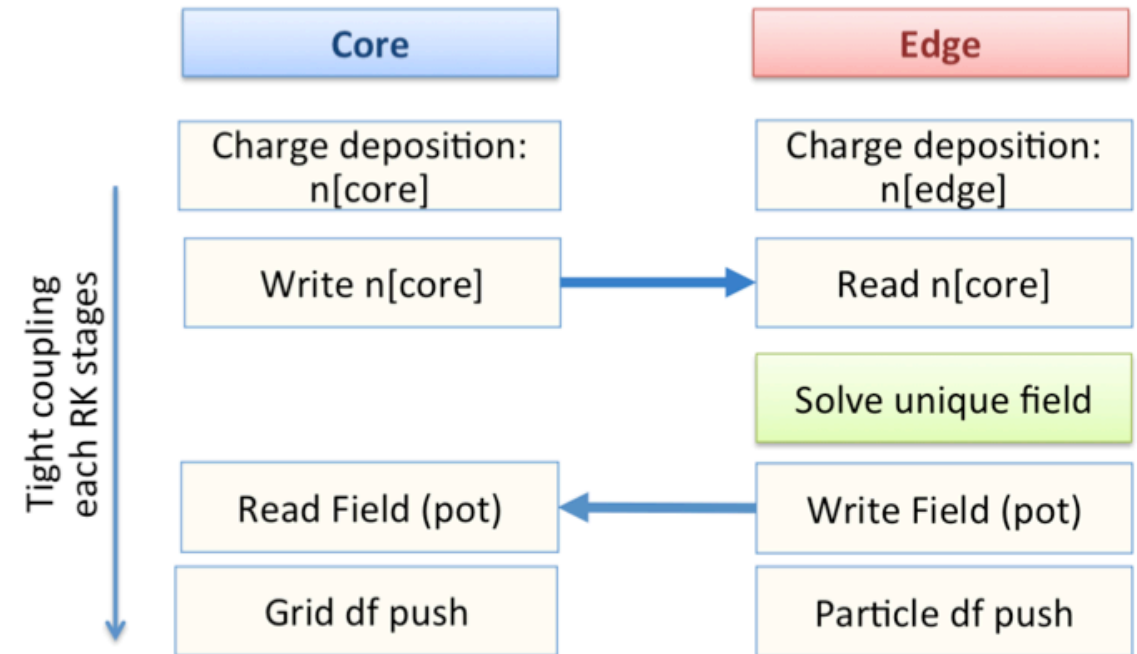 Core
Edge
Charge deposition:
n[core]
Charge deposition:
n[edge]
Write n[core]
Read n[core]
Solve unique field
Tight coupling
each RK stages
Read Field (pot)
Write Field (pot)
Grid df push
Particle df push